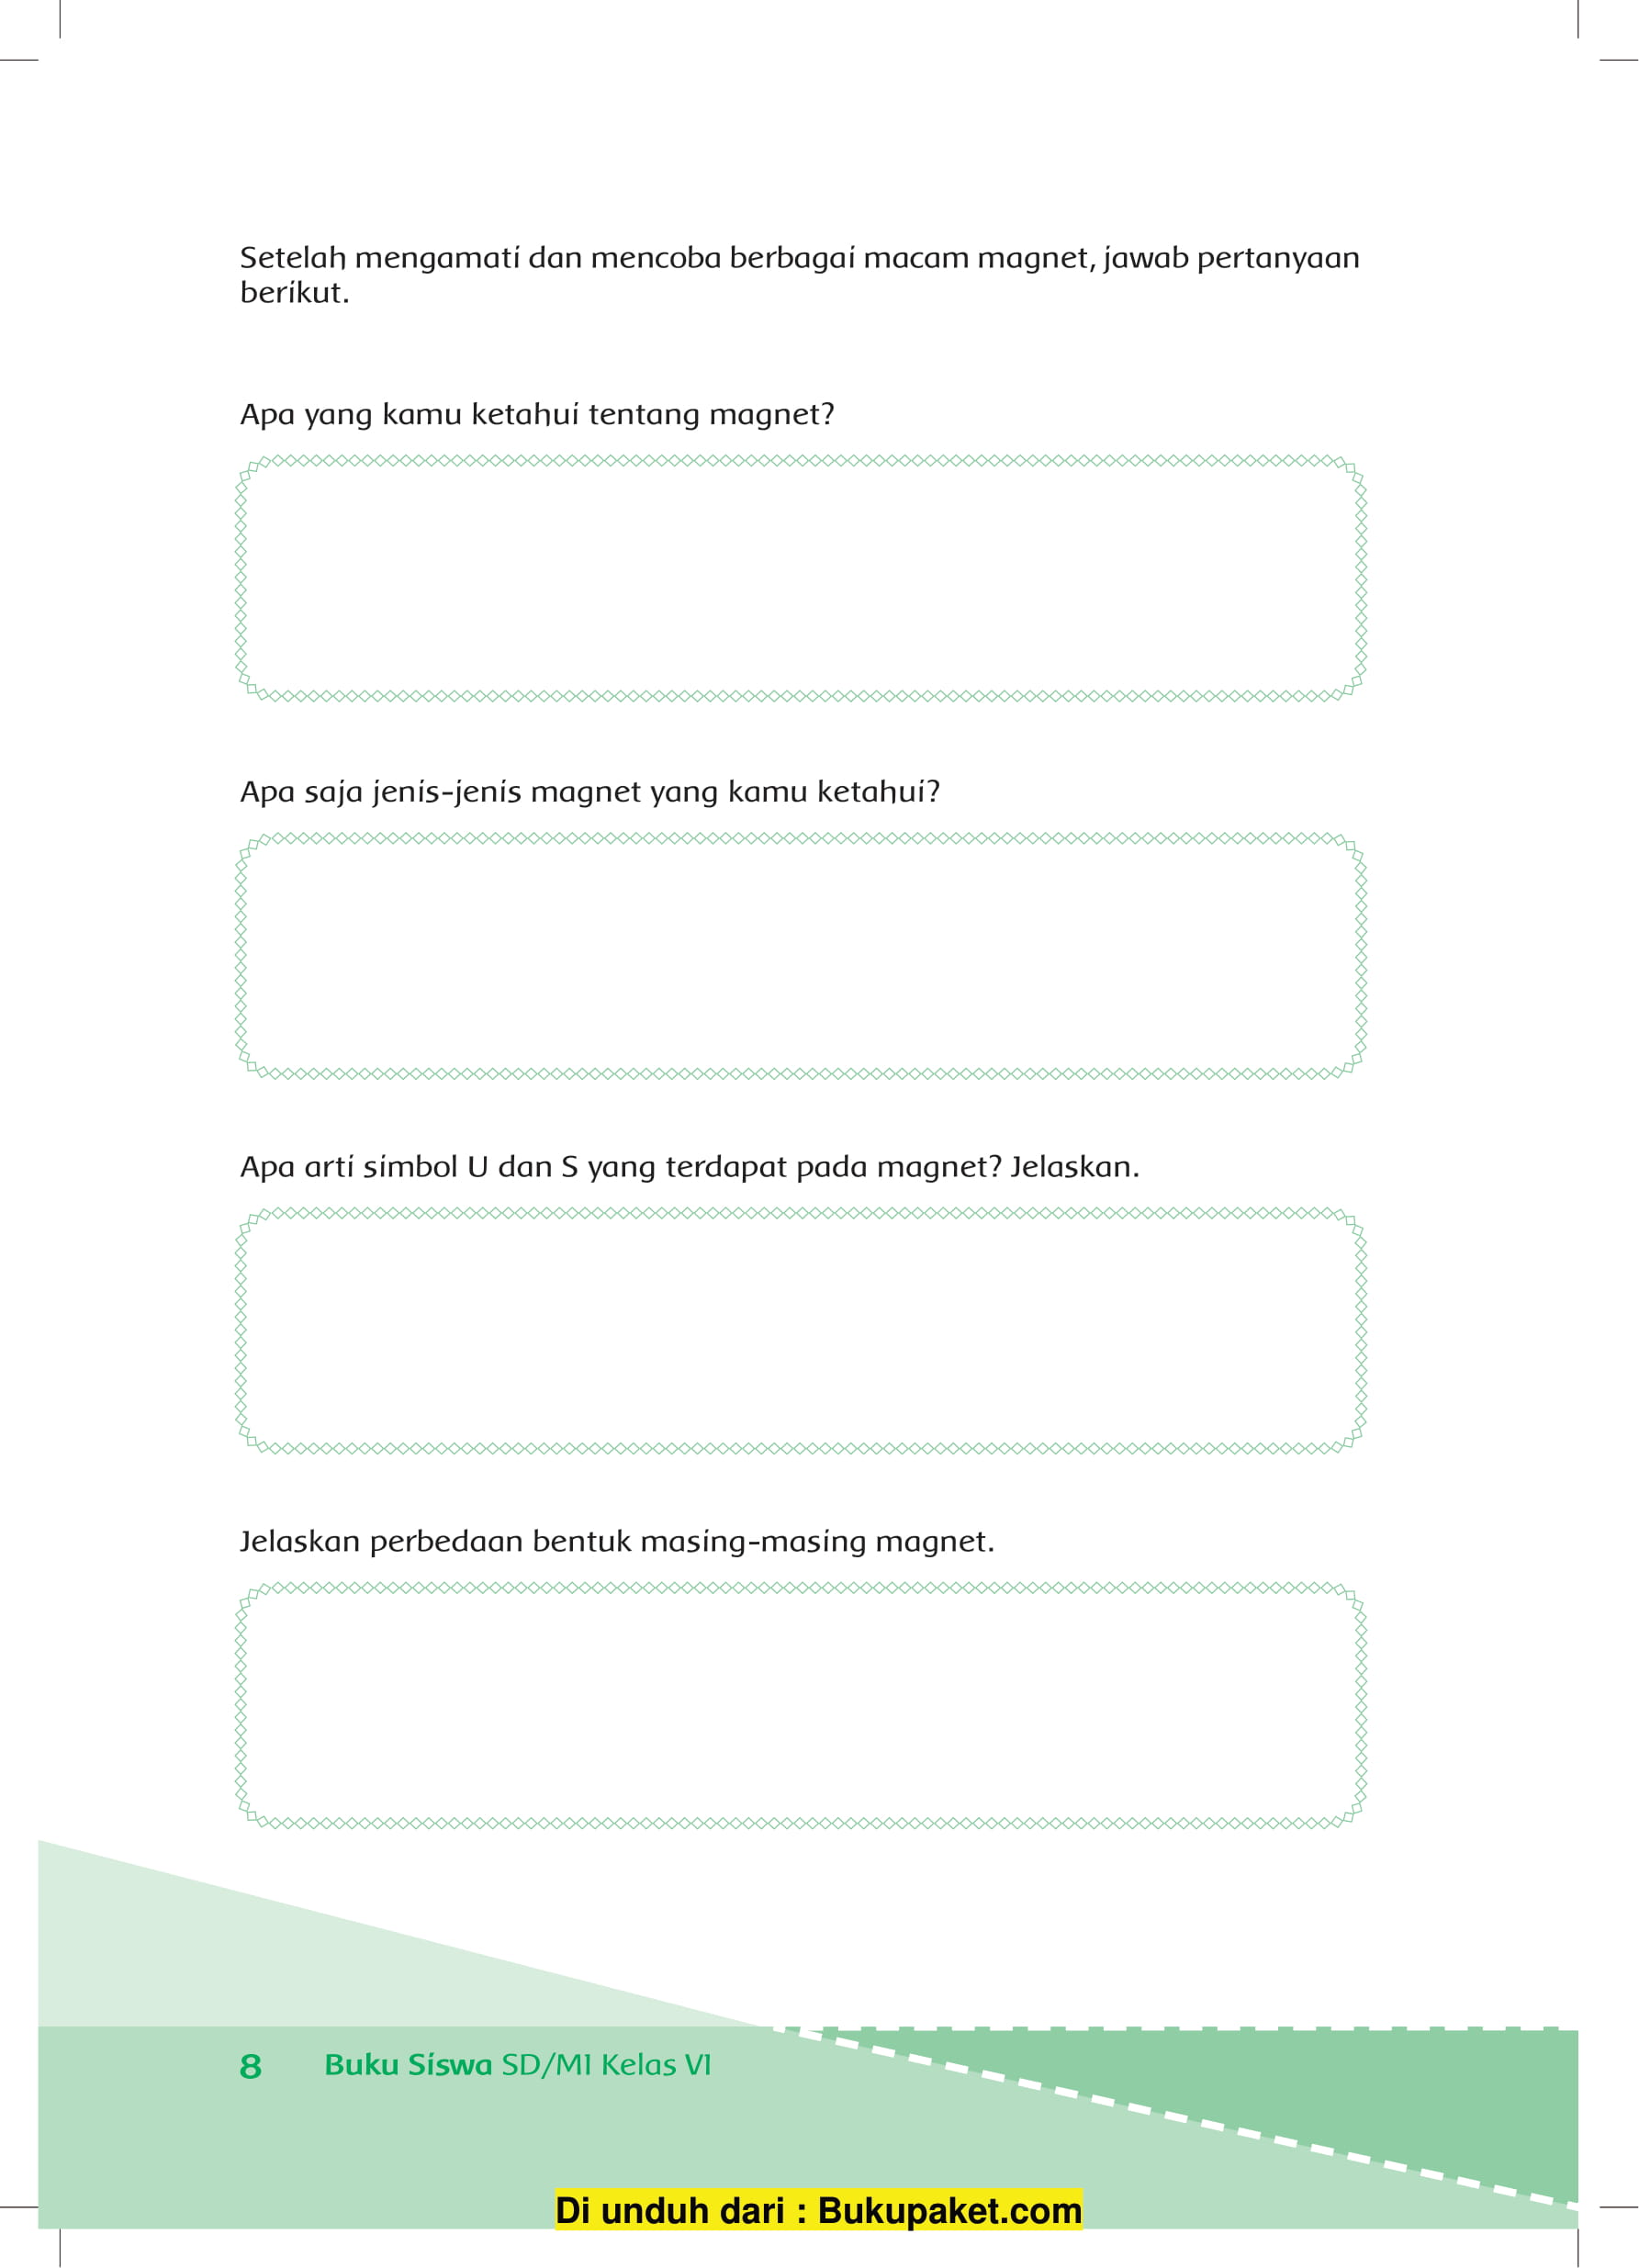 Setelah mengamati dan mencoba berbagai macam magnet, jawab pertanyaan
berikut.
Apa yang kamu ketahui tentang magnet?
Apa saja jenis-jenis magnet yang kamu ketahui?
Apa arti simbol U dan S yang terdapat pada magnet? Jelaskan.
Jelaskan perbedaan bentuk masing-masing magnet.
8 Buku Siswa SD/MI Kelas VI
Di unduh dari : Bukupaket.com